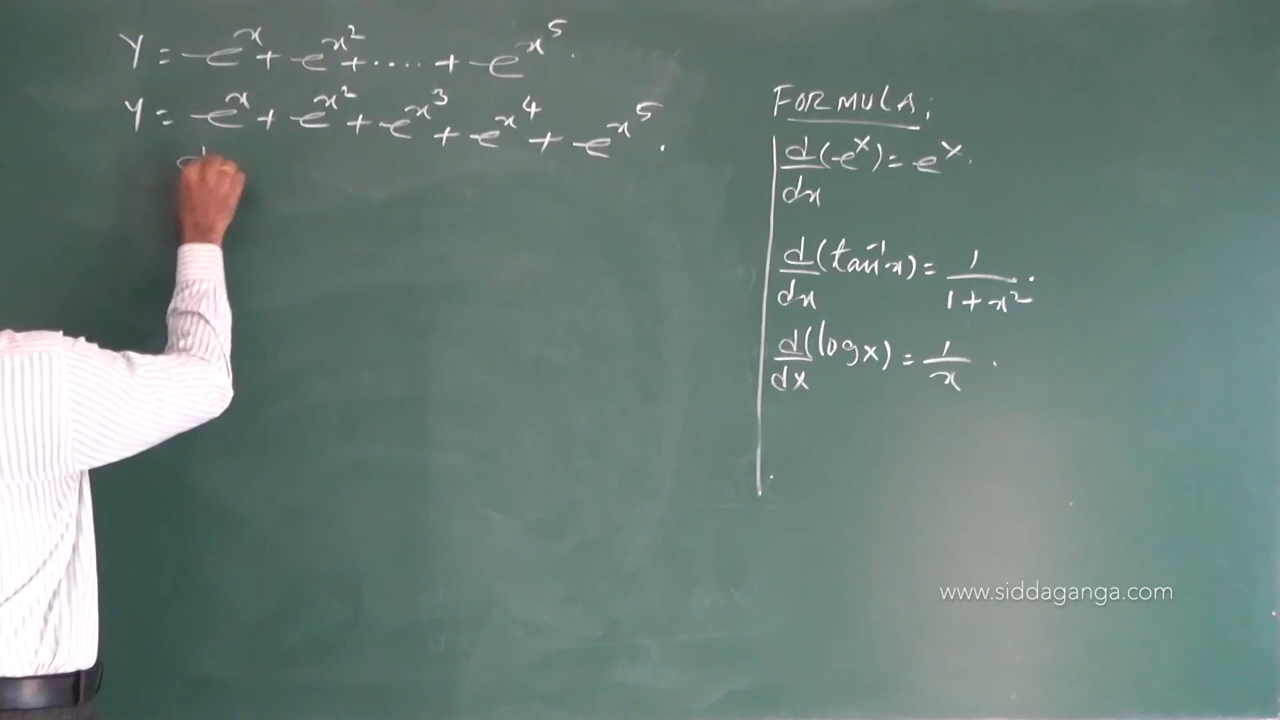 Y = e^x + e^x² + ..... + e^x⁵.
Y = e^x + e^x² + e^x³ + e^x⁴ + e^x⁵.
d
FORMULA;
d/dx (e^x) = e^x.
d/dx (tan⁻¹x) = 1/(1+x²).
d/dx (log x) = 1/x.
www.siddaganga.com